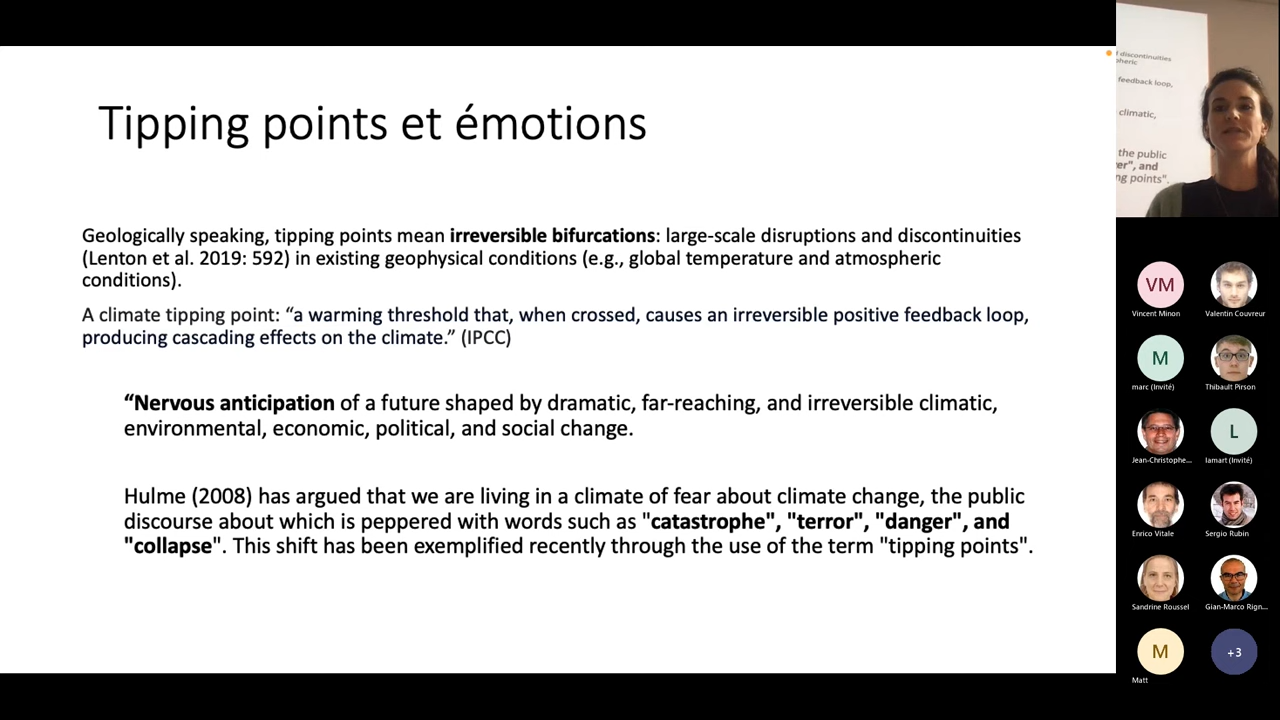 Tipping points et émotions
Geologically speaking, tipping points mean irreversible bifurcations: large-scale disruptions and discontinuities
(Lenton et al. 2019: 592) in existing geophysical conditions (e.g., global temperature and atmospheric
conditions).
A climate tipping point: “a warming threshold that, when crossed, causes an irreversible positive feedback loop,
producing cascading effects on the climate.” (IPCC)
“Nervous anticipation of a future shaped by dramatic, far-reaching, and irreversible climatic,
environmental, economic, political, and social change.
Hulme (2008) has argued that we are living in a climate of fear about climate change, the public
discourse about which is peppered with words such as "catastrophe", "terror", "danger", and
"collapse". This shift has been exemplified recently through the use of the term "tipping points".
discontinuities
feedback loop,
climatic,
the public
and
points".
VM
Vincent Minon
Valentin Couvreur
M
marc (Invité)
Thibault Pirson
Jean-Christophe...
L
lamart (Invité)
Enrico Vitale
Sergio Rubin
Sandrine Roussel
Gian-Marco Rign...
M
Matt
+3